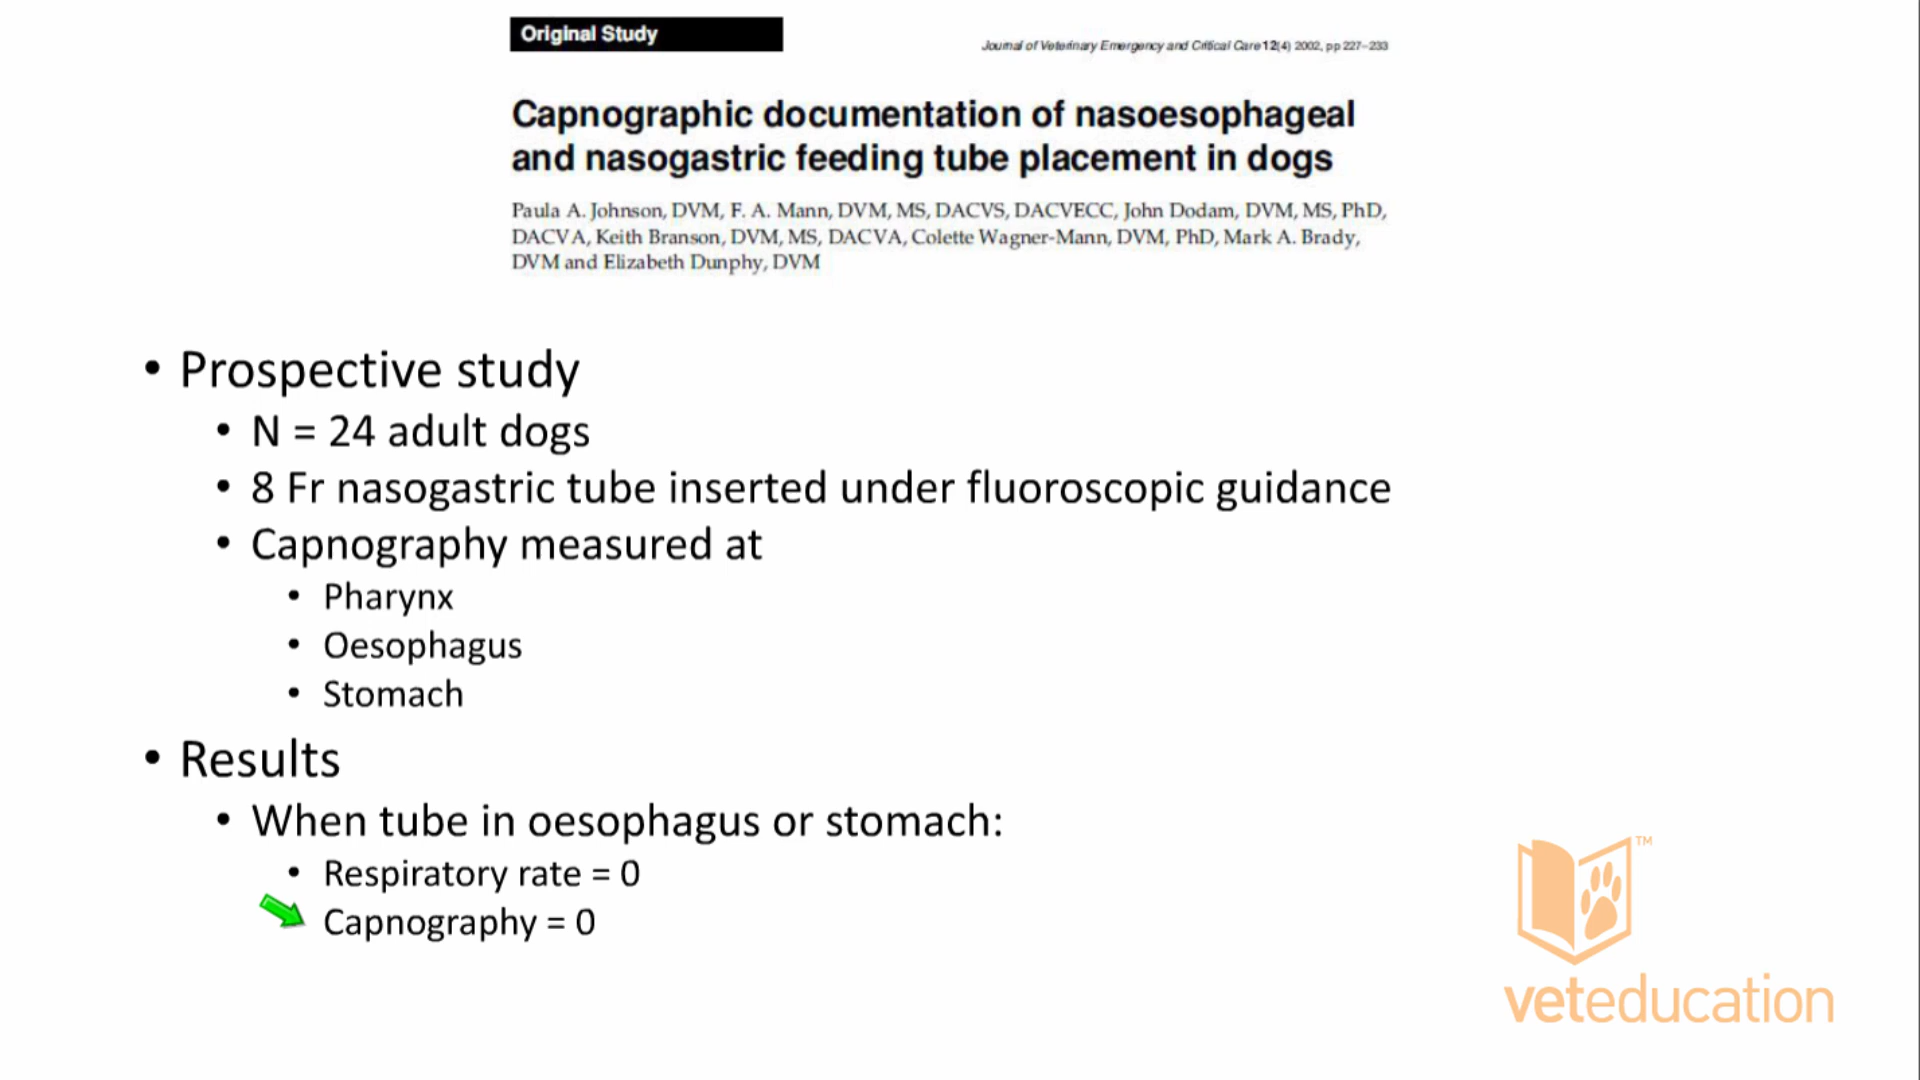 Original Study
Journal of Veterinary Emergency and Critical Care 12(4) 2002, pp 227–233
Capnographic documentation of nasoesophageal
and nasogastric feeding tube placement in dogs
Paula A. Johnson, DVM, F. A. Mann, DVM, MS, DACVS, DACVECC, John Dodam, DVM, MS, PhD,
DACVA, Keith Branson, DVM, MS, DACVA, Colette Wagner-Mann, DVM, PhD, Mark A. Brady,
DVM and Elizabeth Dunphy, DVM
• Prospective study
• N = 24 adult dogs
• 8 Fr nasogastric tube inserted under fluoroscopic guidance
• Capnography measured at
• Pharynx
• Oesophagus
• Stomach
• Results
• When tube in oesophagus or stomach:
• Respiratory rate = 0
Capnography = 0
TM
veteducation